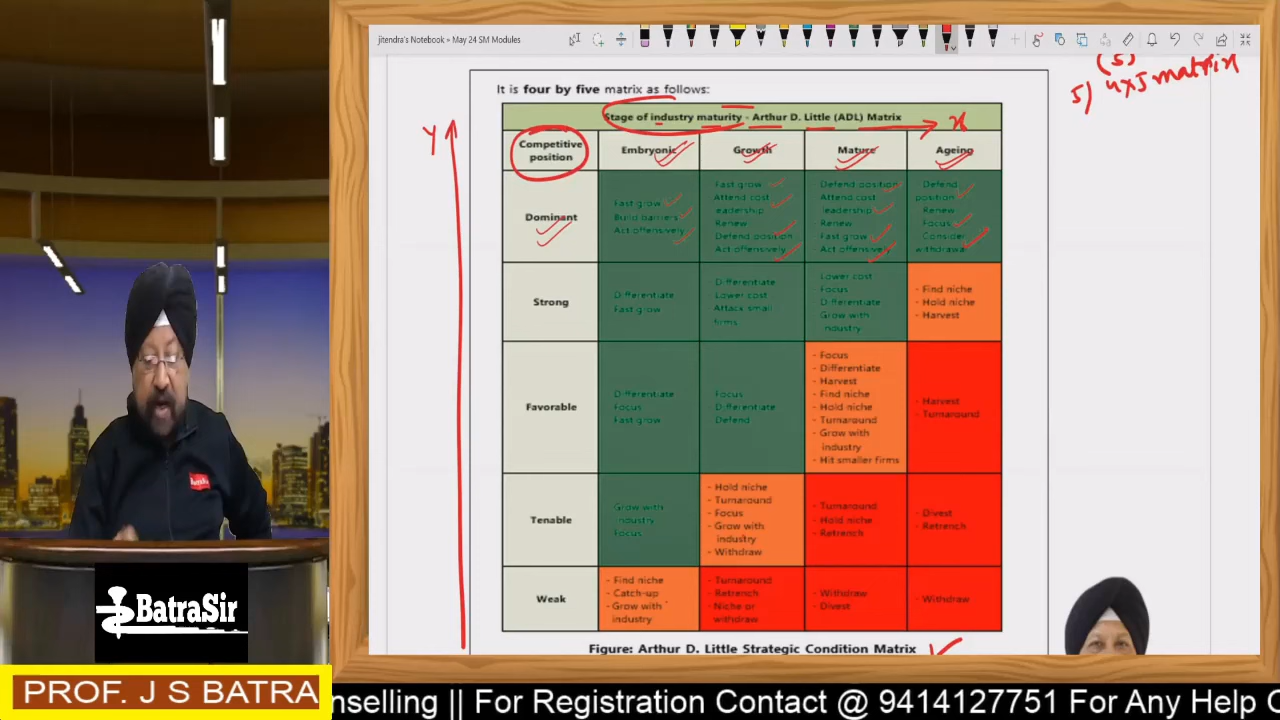 jitendra's Notebook » May 24 SM Modules
(5)
5) 4x5 matrix
It is four by five matrix as follows:
Stage of industry maturity - Arthur D. Little (ADL) Matrix
x
Y
Competitive position
Embryonic
Growth
Mature
Ageing
Dominant
Fast grow
Build barriers
Act offensively
Fast grow
Attend cost
leadership
Renew
Defend position
Act offensively
- Defend position
Attend cost
leadership
- Renew
Fast grow
Act offensively
Defend
position
Renew
Focus
Consider
withdrawa
Strong
Differentiate
Fast grow
Differentiate
Lower cost
Attack small
firms
Lower cost
Focus
Differentiate
Grow with
industry
- Find niche
- Hold niche
- Harvest
Favorable
Differentiate
Focus
Fast grow
Focus
Differentiate
Defend
- Focus
- Differentiate
- Harvest
- Find niche
- Hold niche
- Turnaround
- Grow with
industry
- Hit smaller firms
- Harvest
- Turnaround
Tenable
Grow with
industry
Focus
- Hold niche
- Turnaround
- Focus
- Grow with
industry
- Withdraw
- Turnaround
- Hold niche
- Retrench
- Divest
- Retrench
Weak
- Find niche
- Catch-up
- Grow with
industry
- Turnaround
- Retrench
- Niche or
withdraw
- Withdraw
- Divest
- Withdraw
Figure: Arthur D. Little Strategic Condition Matrix
BatraSir
PROF. J S BATRA
nselling || For Registration Contact @ 9414127751 For Any Help C